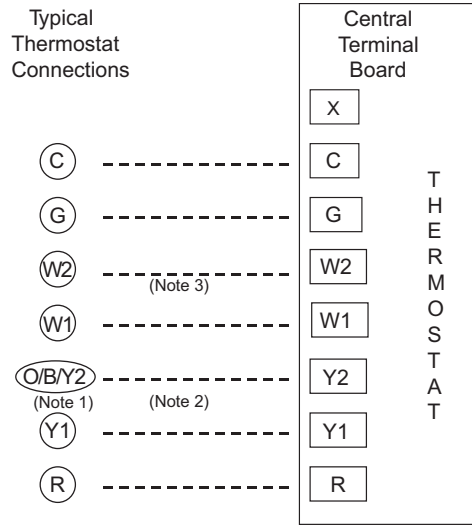 Typical
Thermostat
Connections
Central
Terminal
Board
X
C
C
G
G
W2
(Note 3)
W2
W1
W1
O/B/Y2
(Note 1)
(Note 2)
Y2
Y1
Y1
R
R
THERMOSTAT